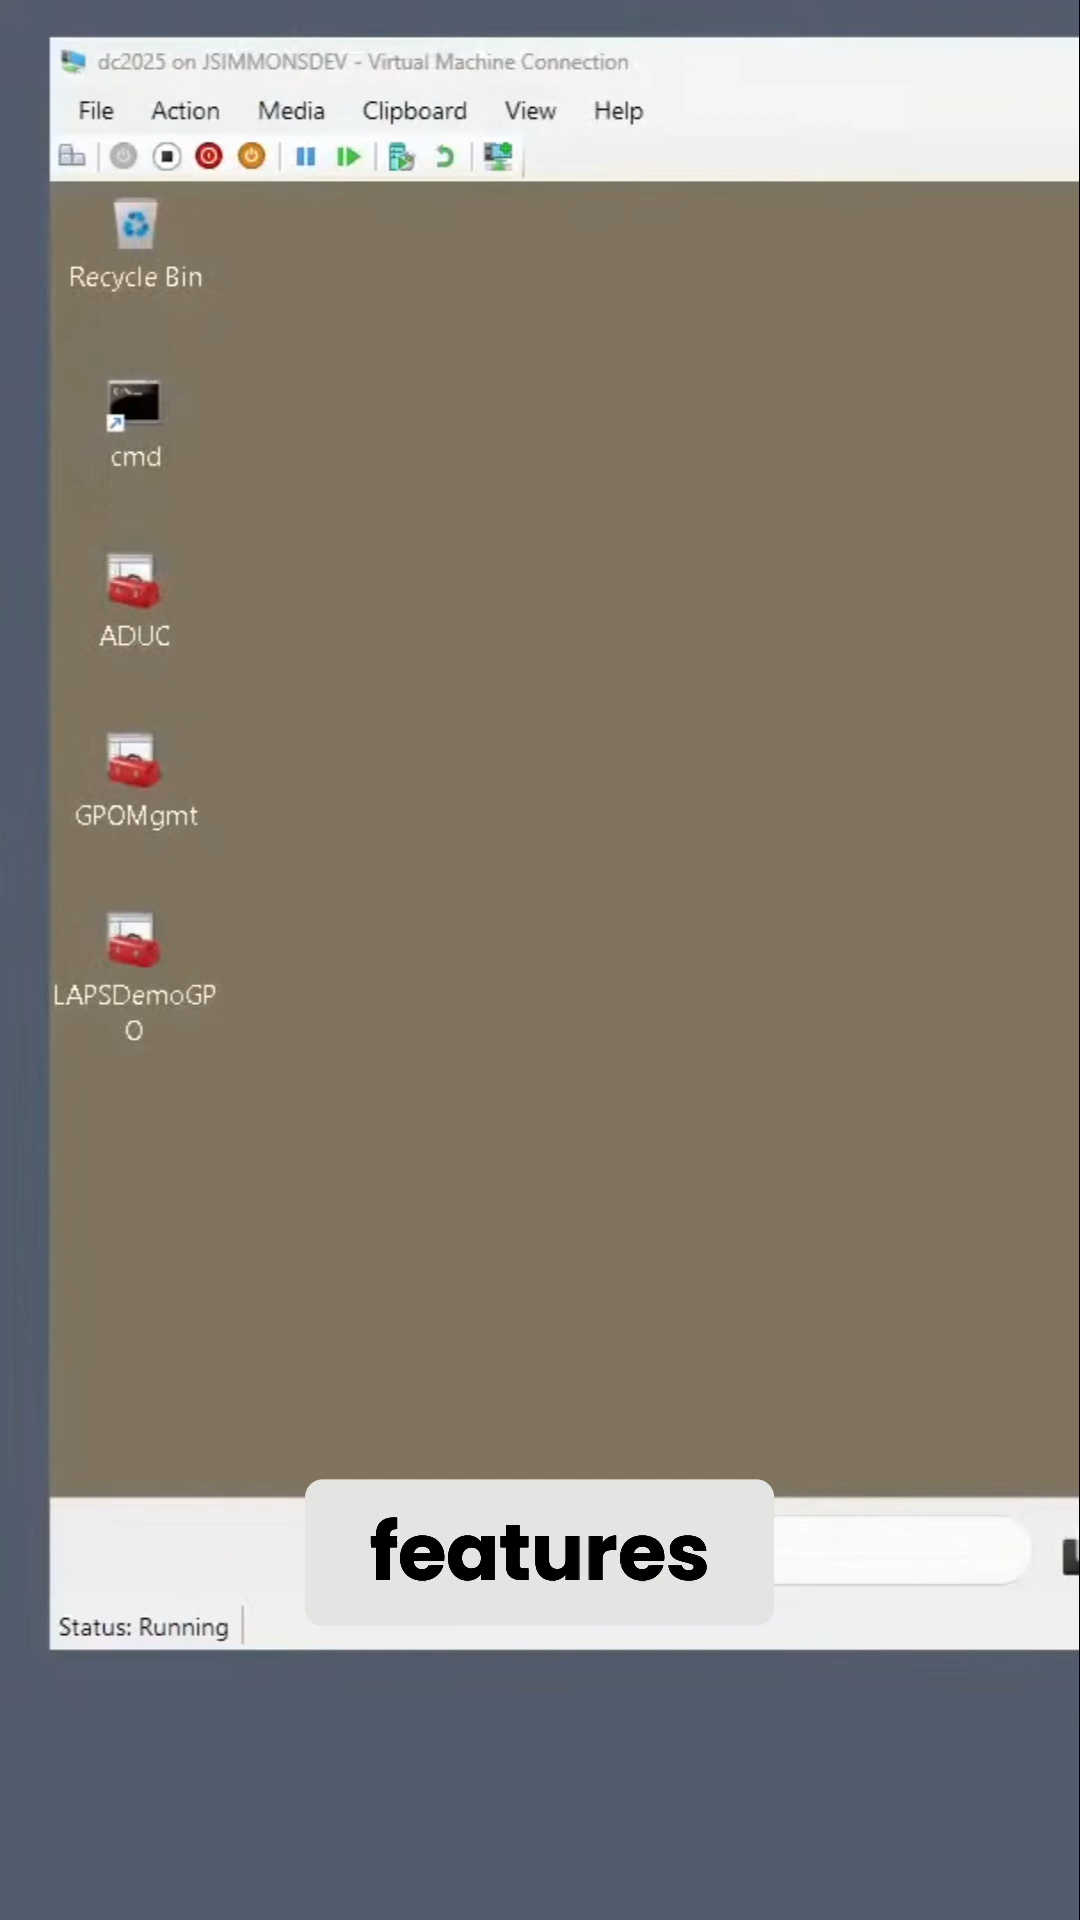 dc2025 on JSIMMONSDEV - Virtual Machine Connection
File Action Media Clipboard View Help
Recycle Bin
cmd
ADUC
GPOMgmt
LAPSDemoGP
O
features
Status: Running